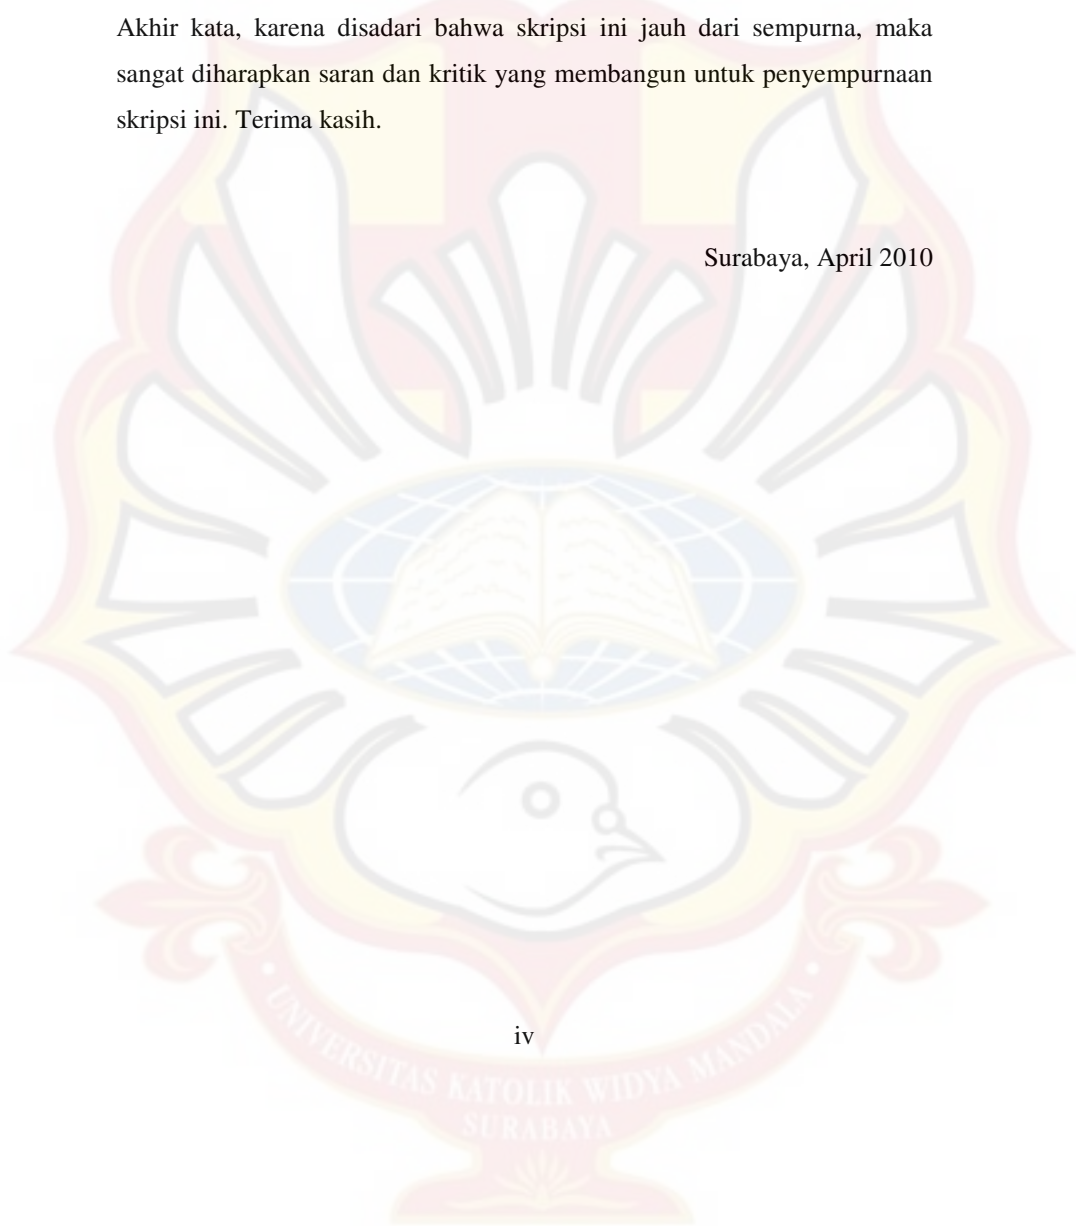 Akhir kata, karena disadari bahwa skripsi ini jauh dari sempurna, maka
sangat diharapkan saran dan kritik yang membangun untuk penyempurnaan
skripsi ini. Terima kasih.
Surabaya, April 2010
iv
UNIVERSITAS KATOLIK WIDYA MANDALA
SURABAYA